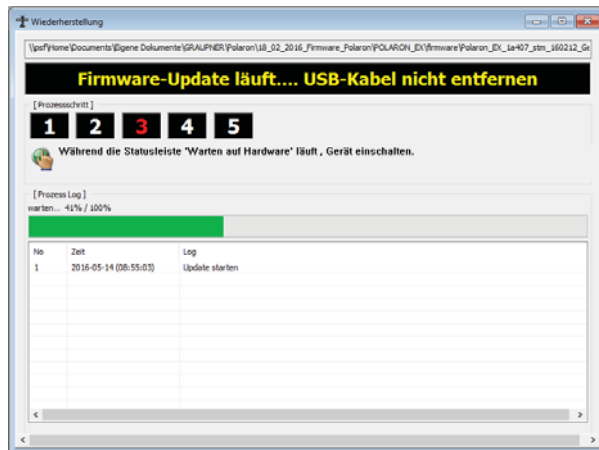 Wiederherstellung
\\psf\Home\Documents\Eigene Dokumente\GRAUPNER\Polaron\18_02_2016_Firmware_Polaron\POLARON_EX\firmware\Polaron_EX_1a407_stm_160212_Ge
Firmware-Update läuft.... USB-Kabel nicht entfernen
[Prozessschritt]
1 2 3 4 5
Während die Statusleiste 'Warten auf Hardware' läuft , Gerät einschalten.
[Prozess Log]
warten... 41% / 100%
No Zeit Log
1 2016-05-14 (08:55:03) Update starten